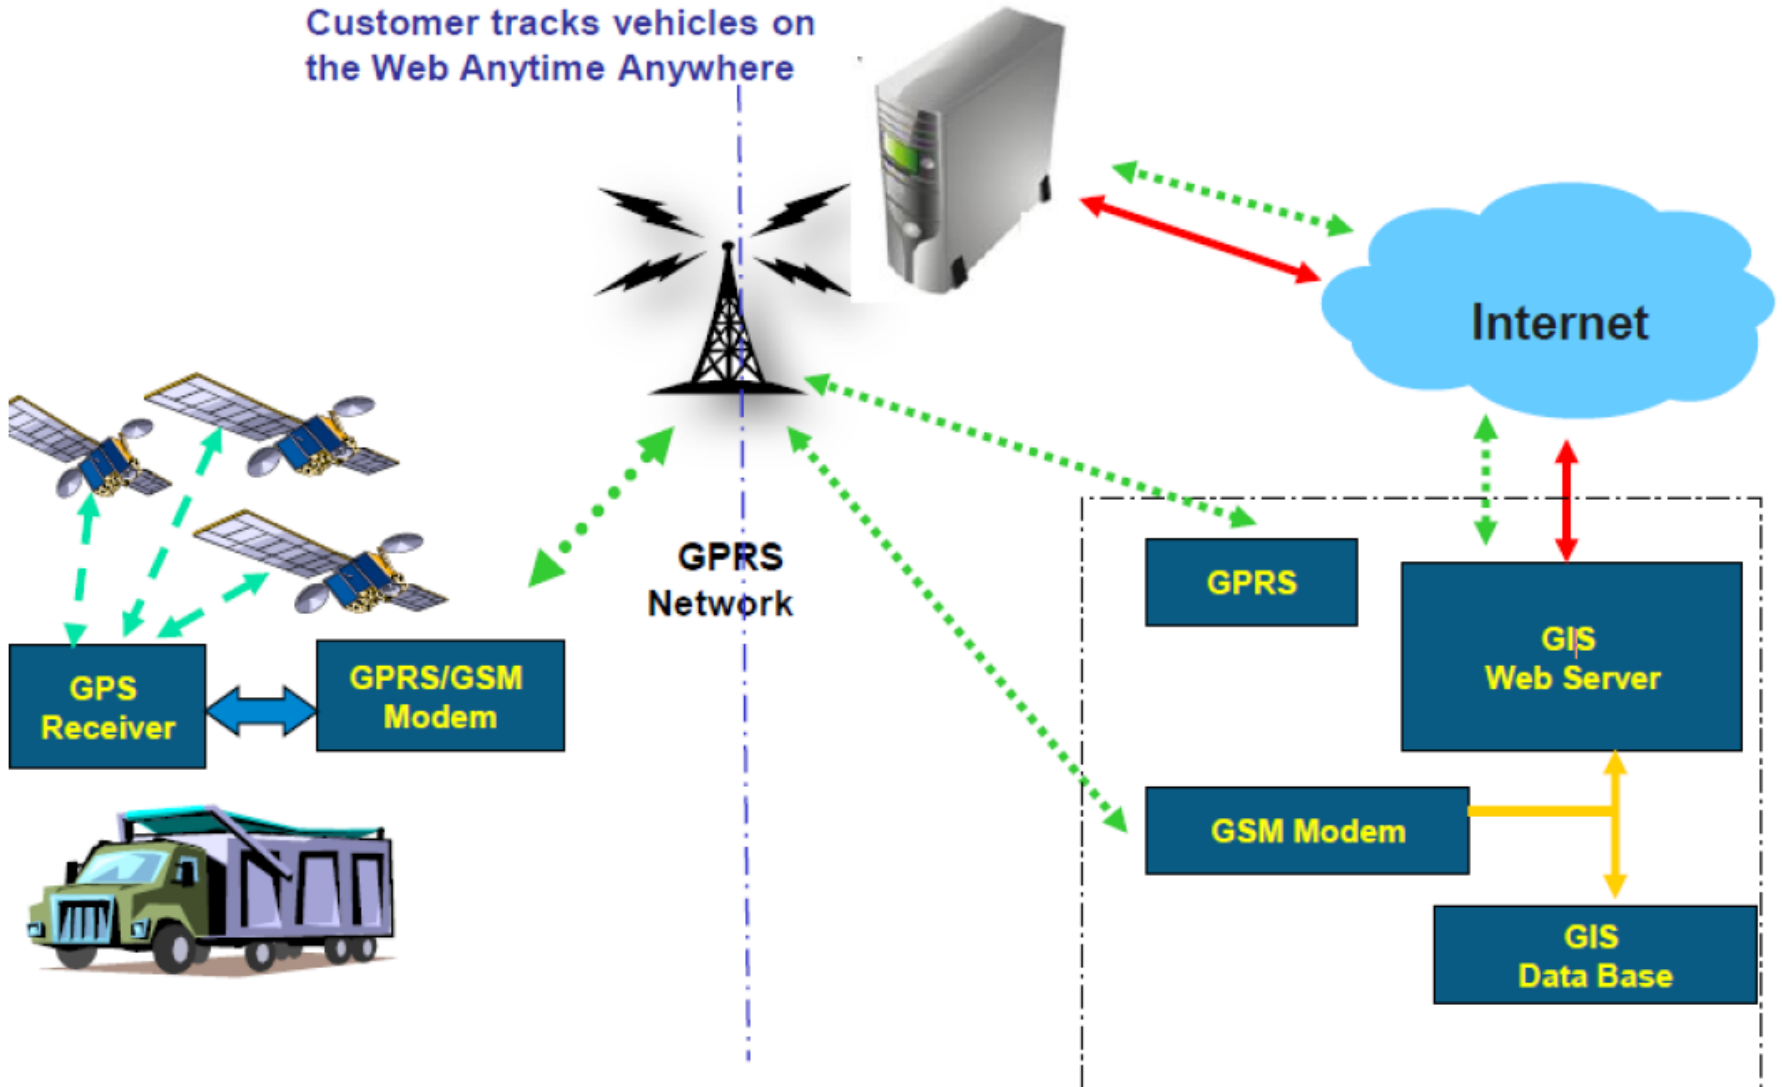 Customer tracks vehicles on
the Web Anytime Anywhere
Internet
GPRS
Network
GPS
Receiver
GPRS/GSM
Modem
GPRS
GIS
Web Server
GSM Modem
GIS
Data Base